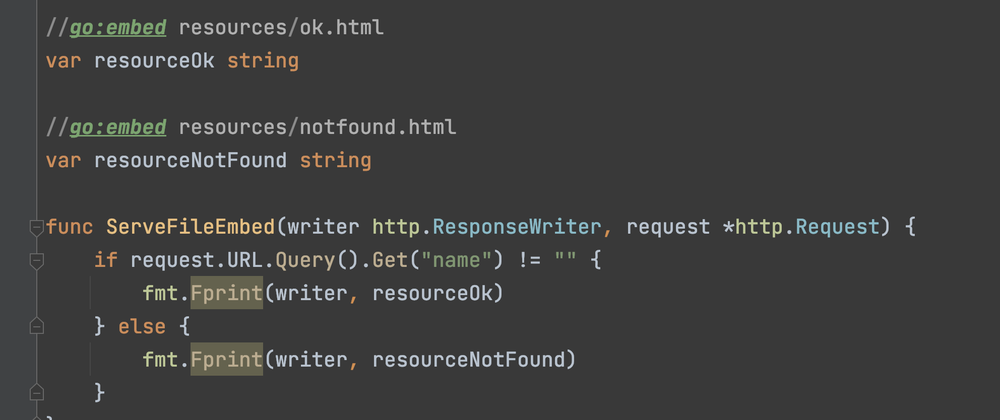 //go:embed resources/ok.html
var resourceOk string
//go:embed resources/notfound.html
var resourceNotFound string
func ServeFileEmbed(writer http.ResponseWriter, request *http.Request) {
    if request.URL.Query().Get("name") != "" {
        fmt.Fprint(writer, resourceOk)
    } else {
        fmt.Fprint(writer, resourceNotFound)
    }
}